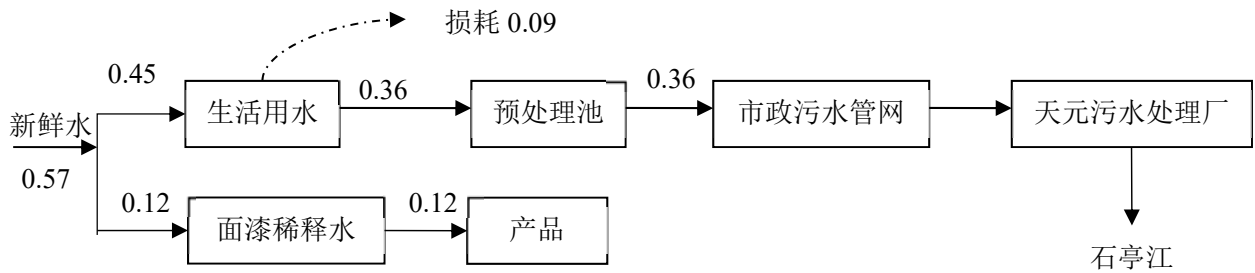 损耗 0.09
0.45
生活用水
0.36
预处理池
0.36
市政污水管网
天元污水处理厂
新鲜水
0.57
0.12
面漆稀释水
0.12
产品
石亭江